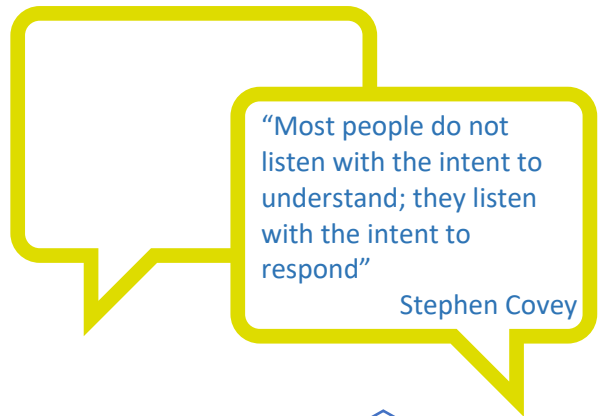 “Most people do not
listen with the intent to
understand; they listen
with the intent to
respond”
Stephen Covey